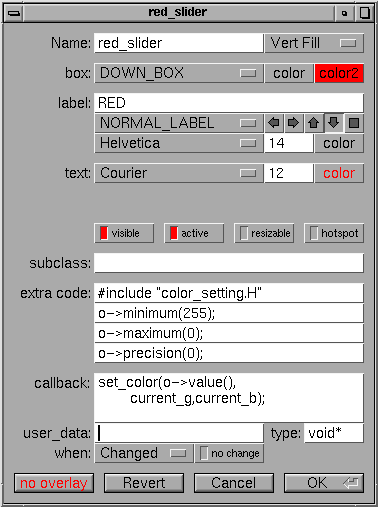 red_slider
Name: red_slider Vert Fill
box: DOWN_BOX color color2
label: RED
NORMAL_LABEL
Helvetica 14 color
text: Courier 12 color
visible active resizable hotspot
subclass:
extra code: #include "color_setting.H"
o->minimum(255);
o->maximum(0);
o->precision(0);
callback: set_color(o->value(),
current_g,current_b);
user_data: type: void*
when: Changed no change
no overlay Revert Cancel OK